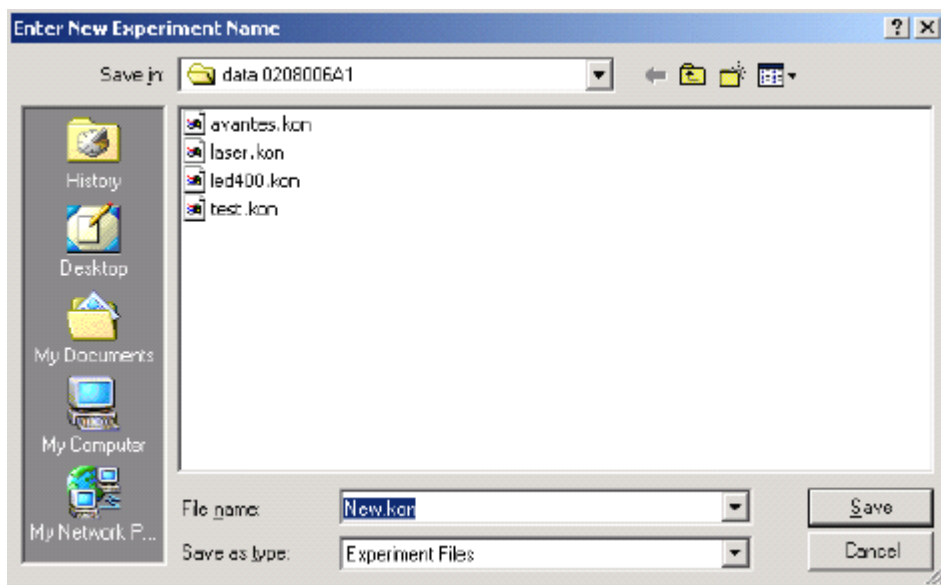 Enter New Experiment Name
Save in: data 0208006A1
History
Desktop
My Documents
My Computer
My Network P...
avantes.kon
laser.kon
led400.kon
test.kon
File name: New.kon
Save
Save as type: Experiment Files
Cancel